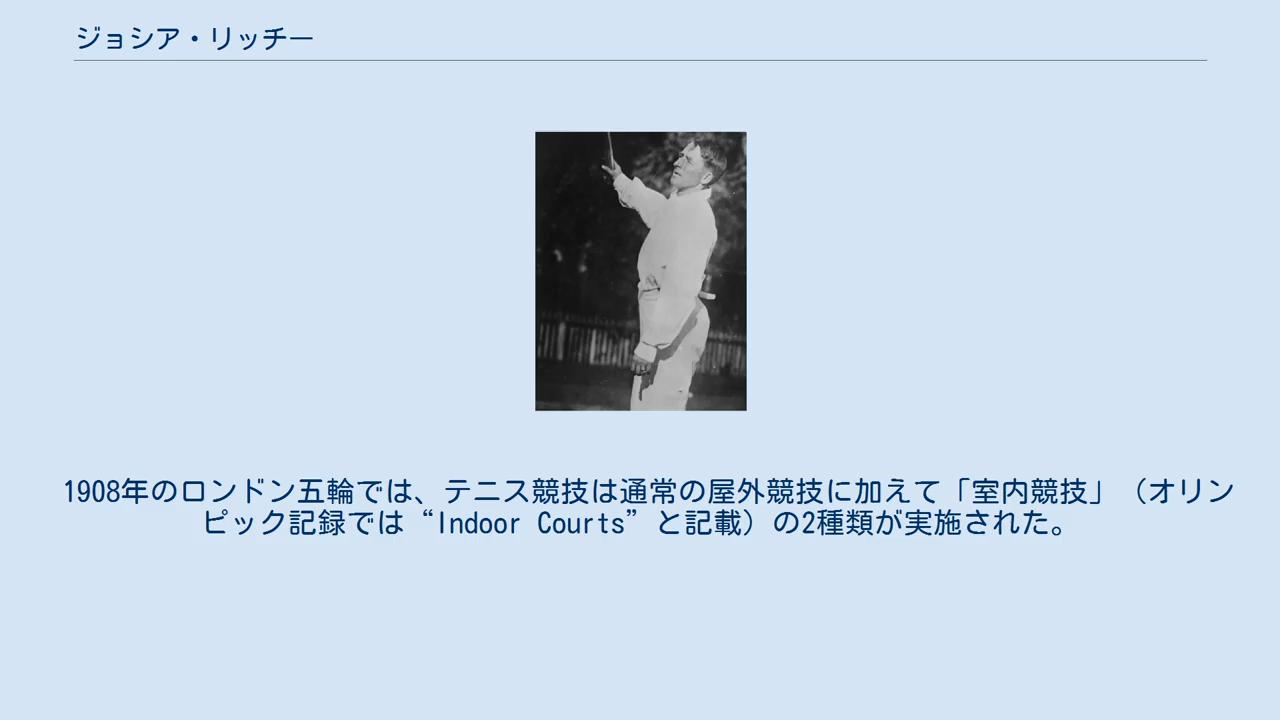 ジョシア・リッチー
1908年のロンドン五輪では、テニス競技は通常の屋外競技に加えて「室内競技」（オリン
ピック記録では“Indoor Courts”と記載）の2種類が実施された。